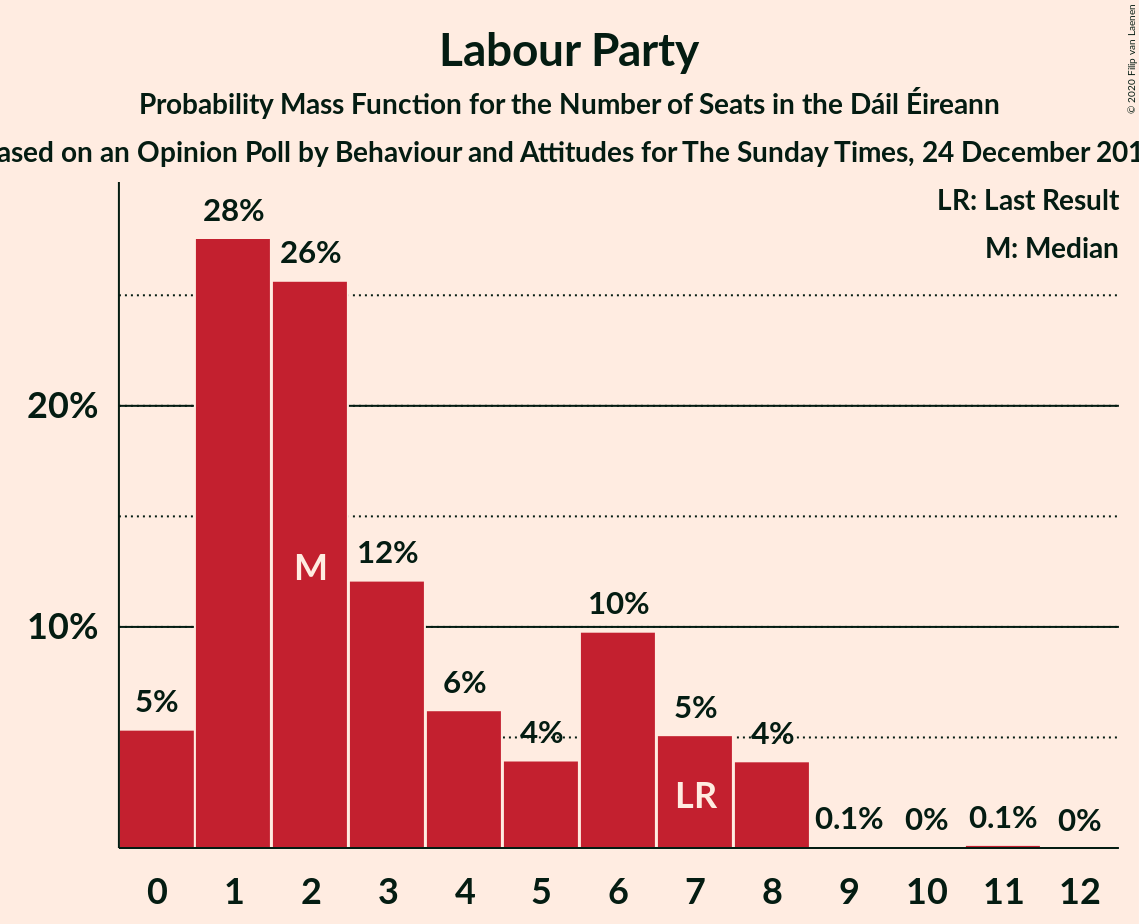 © 2020 Filip van Laenen
Labour Party
Probability Mass Function for the Number of Seats in the Dáil Éireann
ased on an Opinion Poll by Behaviour and Attitudes for The Sunday Times, 24 December 201
LR: Last Result
M: Median
28%
26%
20%
M
12%
10%
10%
6%
5%
5%
4%
4%
LR
0.1%
0%
0.1%
0%
0 1 2 3 4 5 6 7 8 9 10 11 12